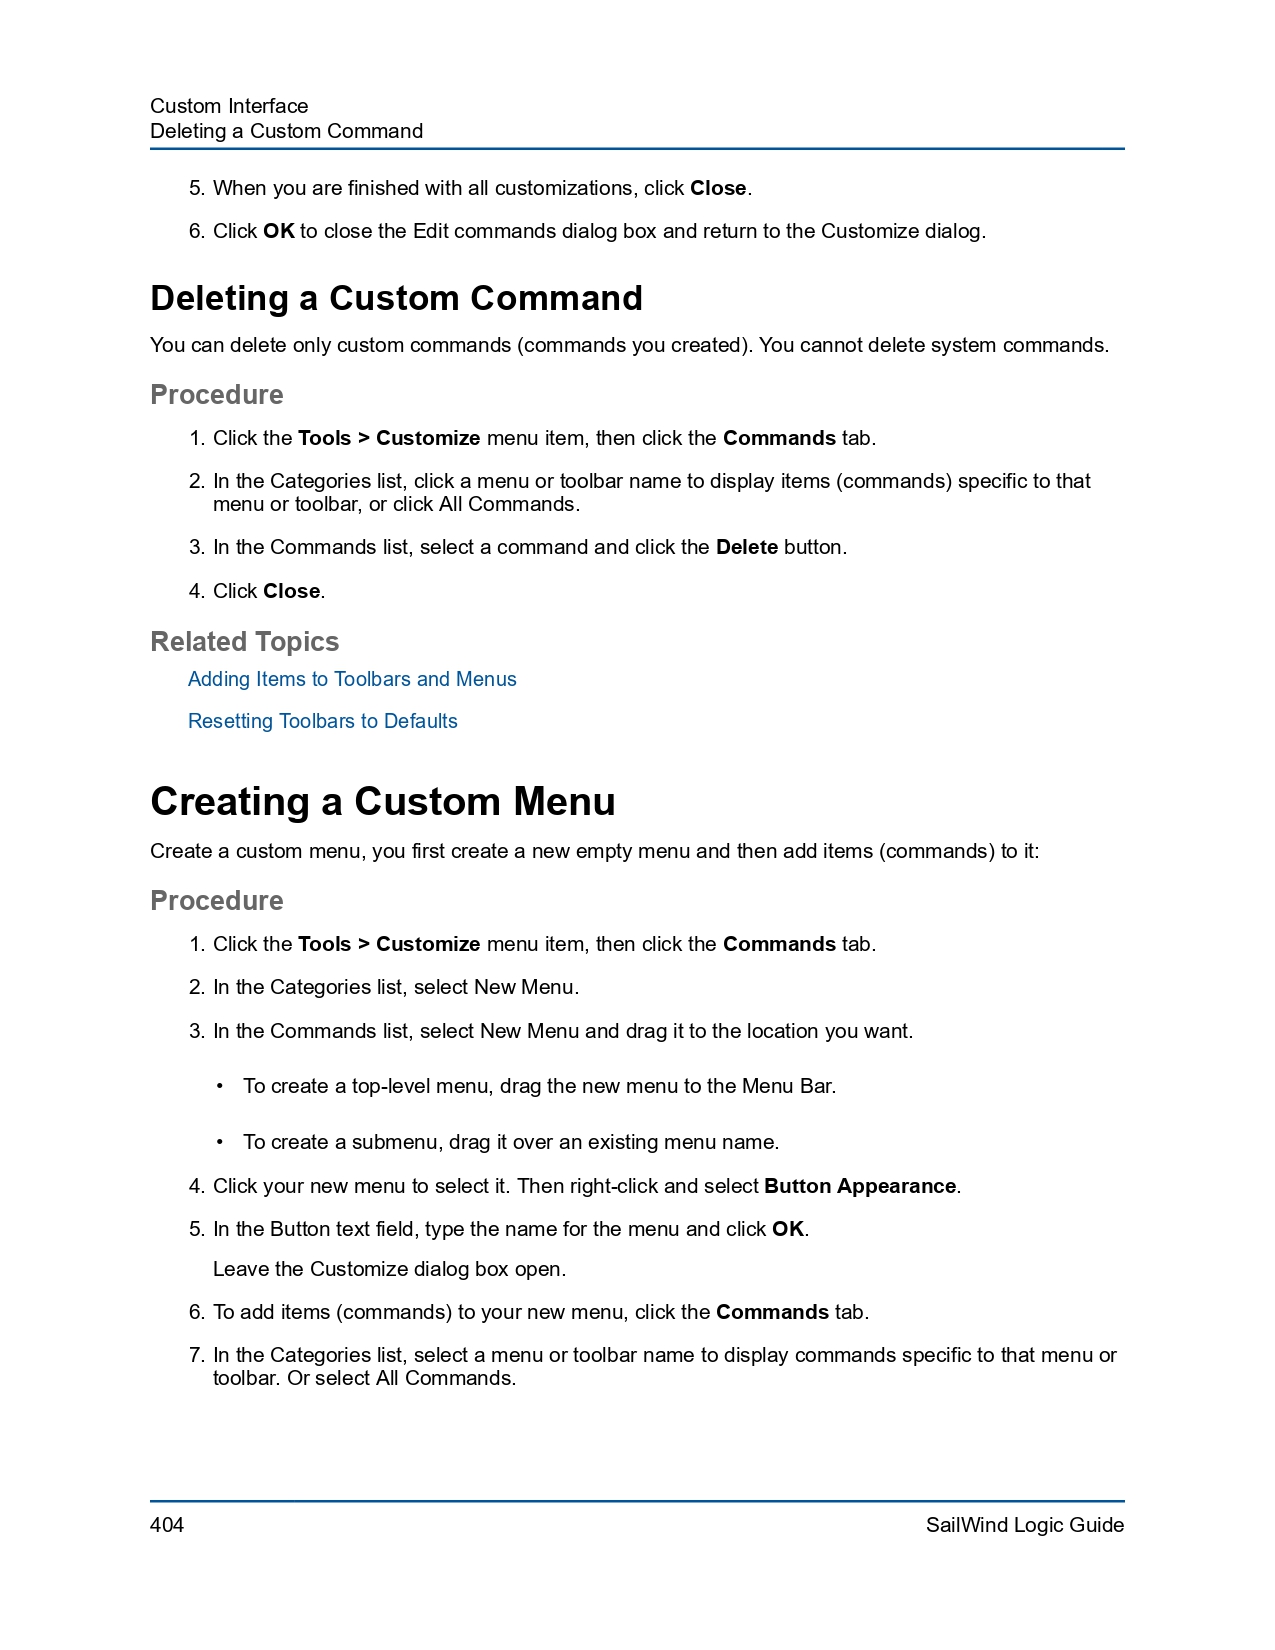 Custom Interface
Deleting a Custom Command
5. When you are finished with all customizations, click Close.
6. Click OK to close the Edit commands dialog box and return to the Customize dialog.
Deleting a Custom Command
You can delete only custom commands (commands you created). You cannot delete system commands.
Procedure
1. Click the Tools > Customize menu item, then click the Commands tab.
2. In the Categories list, click a menu or toolbar name to display items (commands) specific to that
menu or toolbar, or click All Commands.
3. In the Commands list, select a command and click the Delete button.
4. Click Close.
Related Topics
Adding Items to Toolbars and Menus
Resetting Toolbars to Defaults
Creating a Custom Menu
Create a custom menu, you first create a new empty menu and then add items (commands) to it:
Procedure
1. Click the Tools > Customize menu item, then click the Commands tab.
2. In the Categories list, select New Menu.
3. In the Commands list, select New Menu and drag it to the location you want.
• To create a top-level menu, drag the new menu to the Menu Bar.
• To create a submenu, drag it over an existing menu name.
4. Click your new menu to select it. Then right-click and select Button Appearance.
5. In the Button text field, type the name for the menu and click OK.
Leave the Customize dialog box open.
6. To add items (commands) to your new menu, click the Commands tab.
7. In the Categories list, select a menu or toolbar name to display commands specific to that menu or
toolbar. Or select All Commands.
404
SailWind Logic Guide